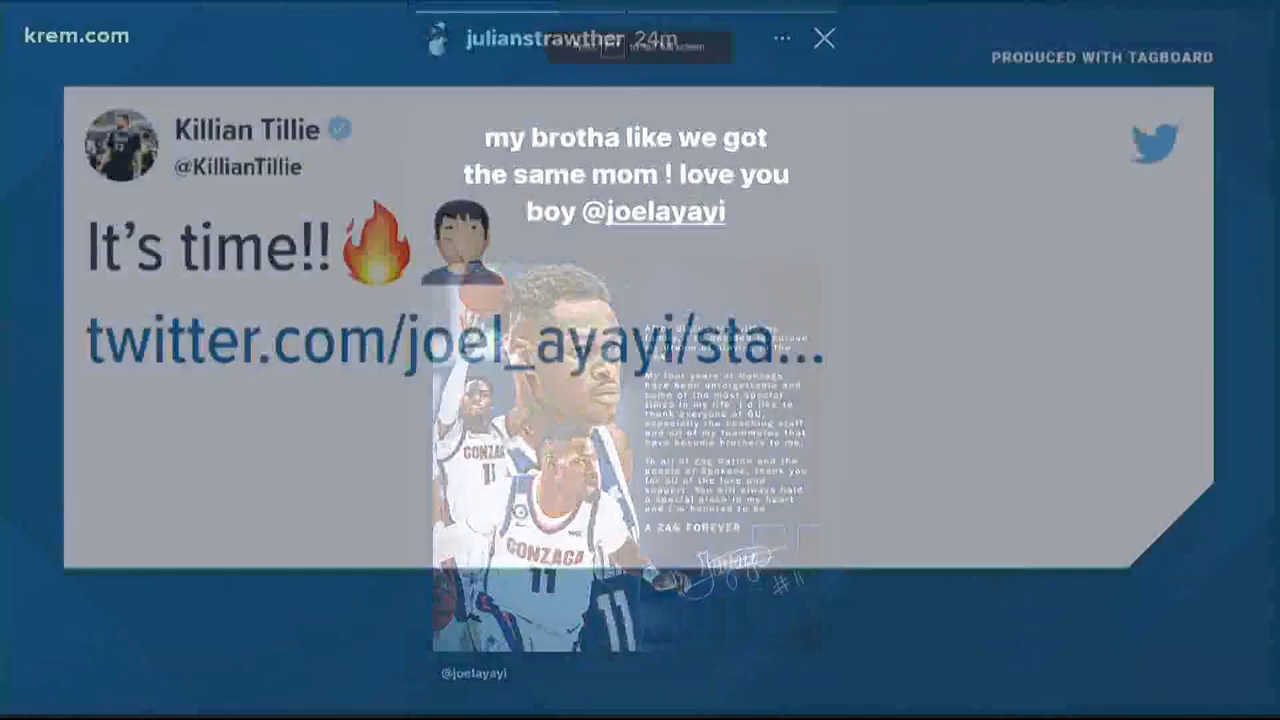 krem.com
julianstrawther 24m
PRODUCED WITH TAGBOARD
Killian Tillie
@KillianTillie
my brotha like we got
the same mom ! love you
boy @joelayayi
It's time!!
twitter.com/joel_ayayi/sta...
My four years at Gonzaga
have been unforgettable and
some of the most special
times in my life. I'd like to
thank everyone at GU,
especially the coaching staff
and all of my teammates that
have become brothers to me.
To all of Zag Nation and the
people of Spokane, thank you
for all of the love and
support. You will always hold
a special place in my heart
and I'm honored to be
A ZAG FOREVER
#11
GONZAGA
11
GONZAGA
11
11
@joelayayi